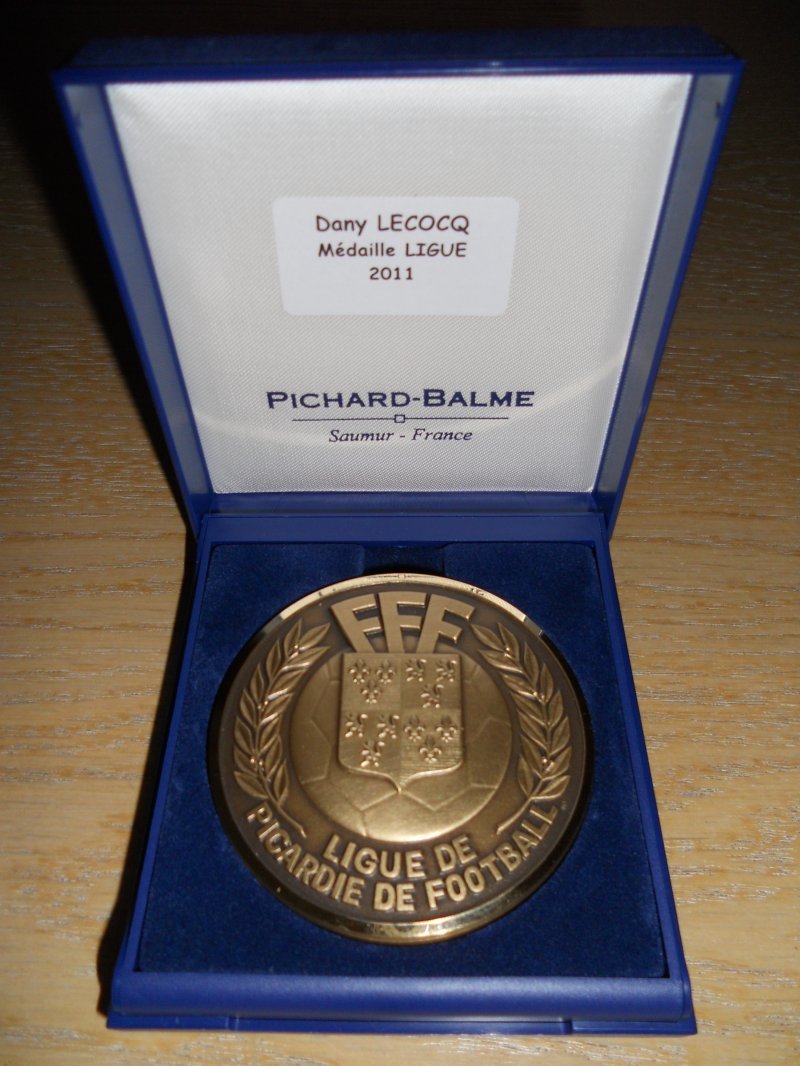 Dany LECOCQ
Médaille LIGUE
2011
PICHARD-BALME
Saumur - France
FFF
LIGUE DE
PICARDIE DE FOOTBALL